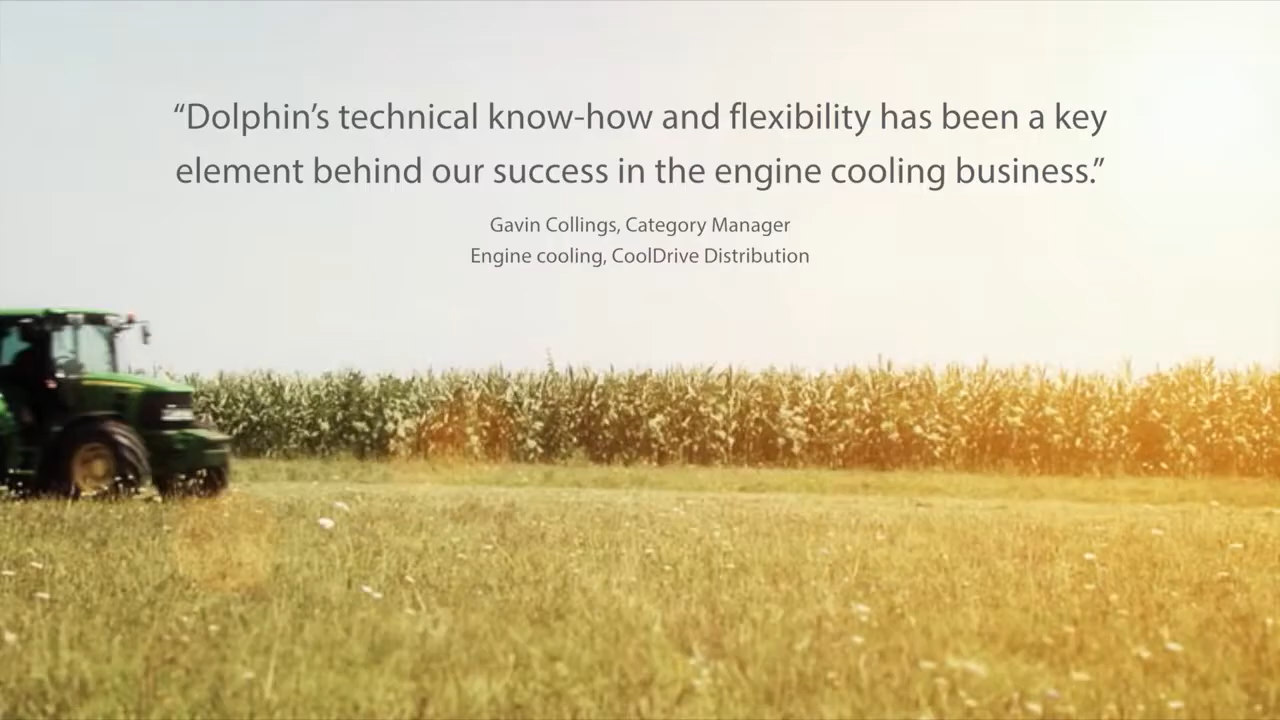 “Dolphin’s technical know-how and flexibility has been a key
element behind our success in the engine cooling business.”
Gavin Collings, Category Manager
Engine cooling, CoolDrive Distribution